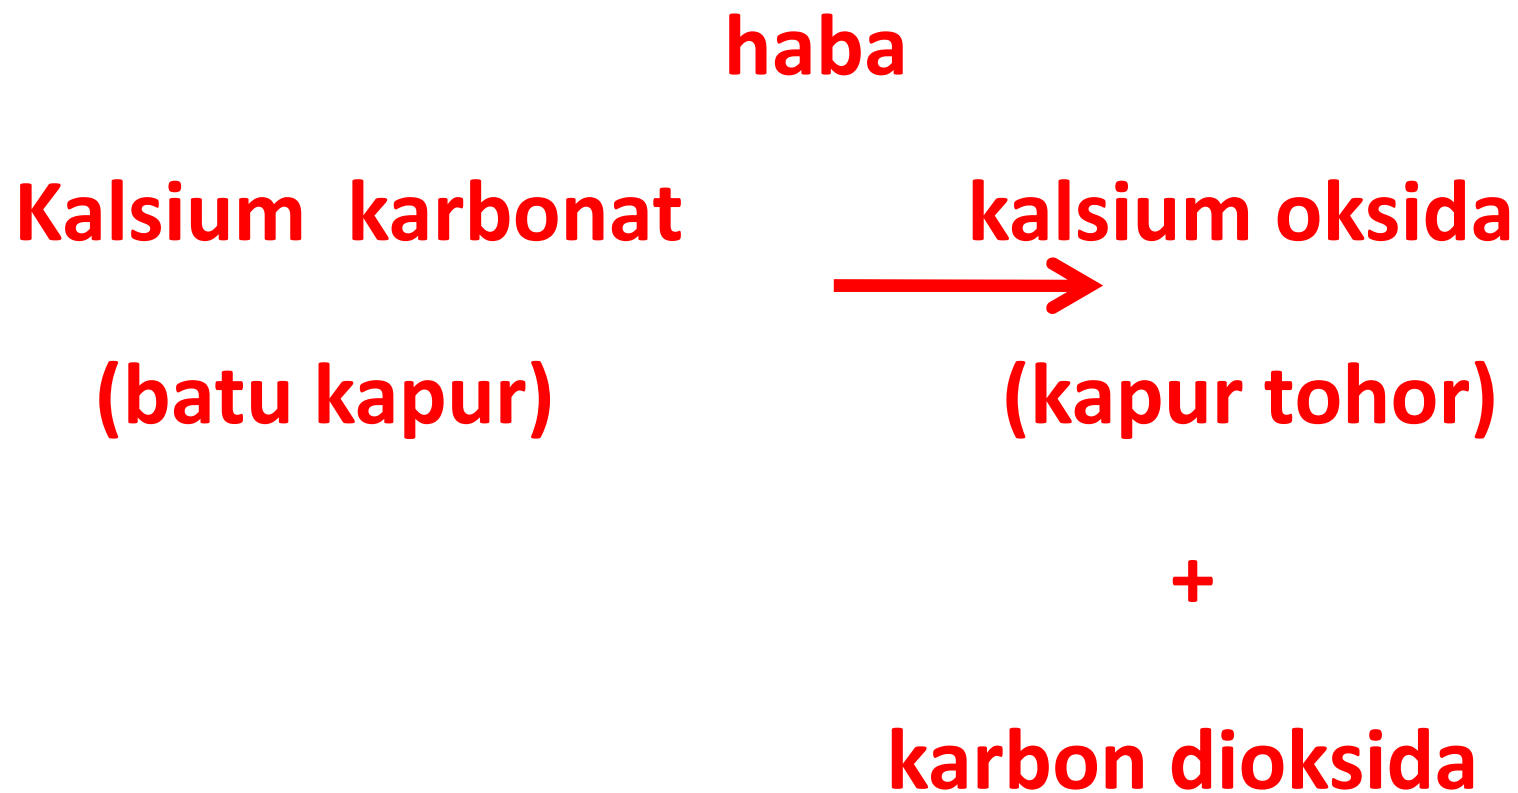 haba
Kalsium karbonat kalsium oksida
(batu kapur) (kapur tohor)
+
karbon dioksida